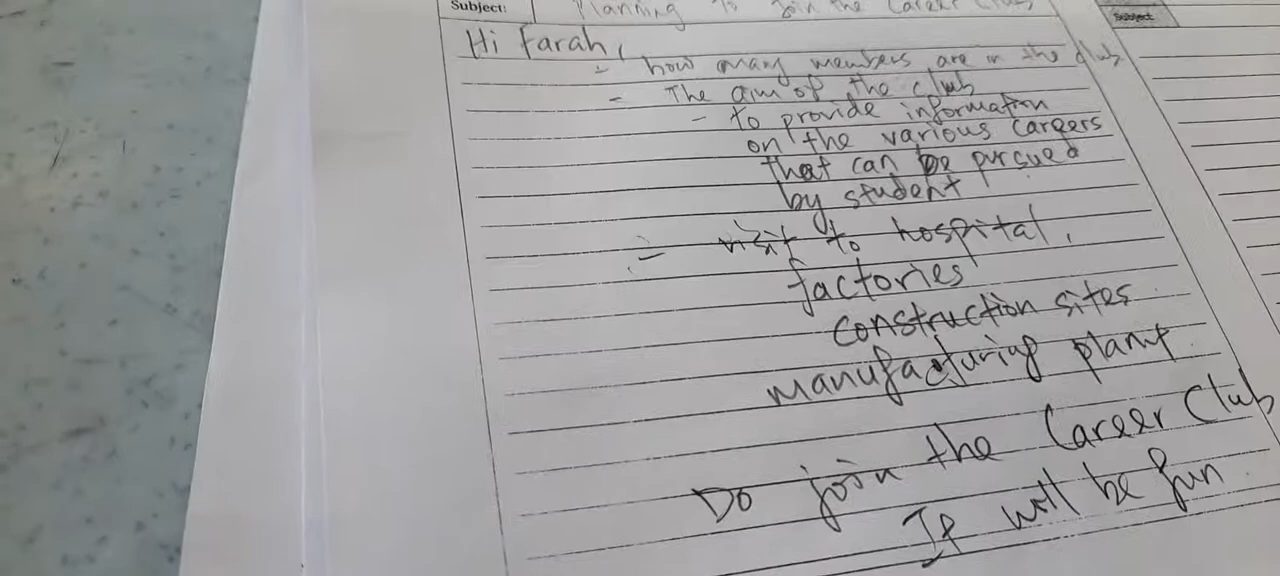 Subject: Planning to join the Career Club
Subject:
Hi Farah,
- how many members are in the club
- The aim of the club
- to provide information
on the various careers
that can be pursued
by student
- visit to hospital,
factories
construction sites
manufacturing plant
Do join the Career Club
It will be fun